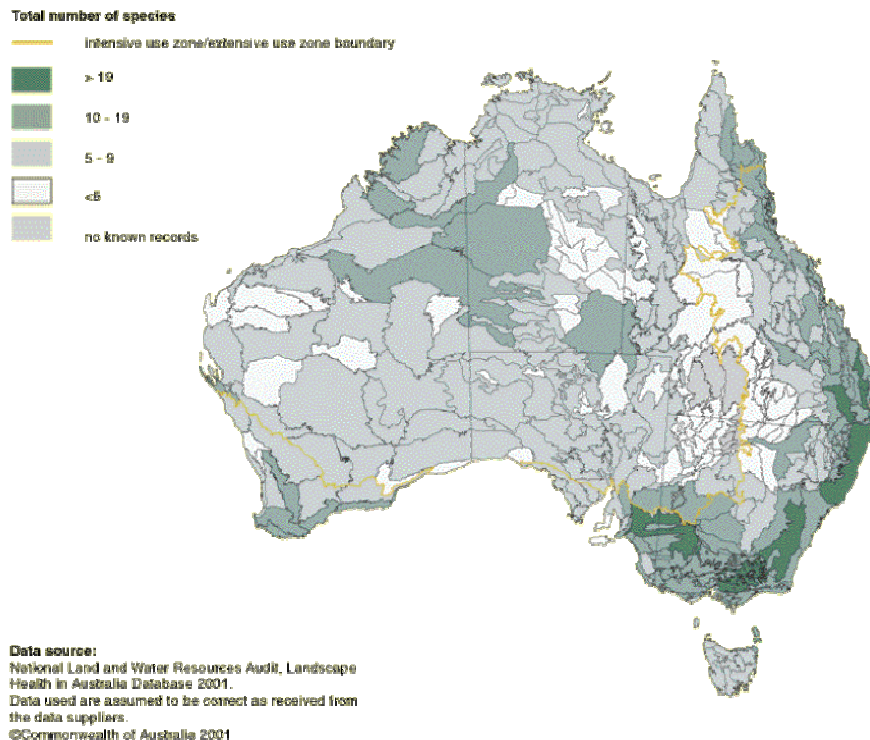 Total number of species
intensive use zone/extensive use zone boundary
> 19
10 - 19
5 - 9
<5
no known records
Data source:
National Land and Water Resources Audit, Landscape
Health in Australia Database 2001.
Data used are assumed to be correct as received from
the data suppliers.
©Commonwealth of Australia 2001